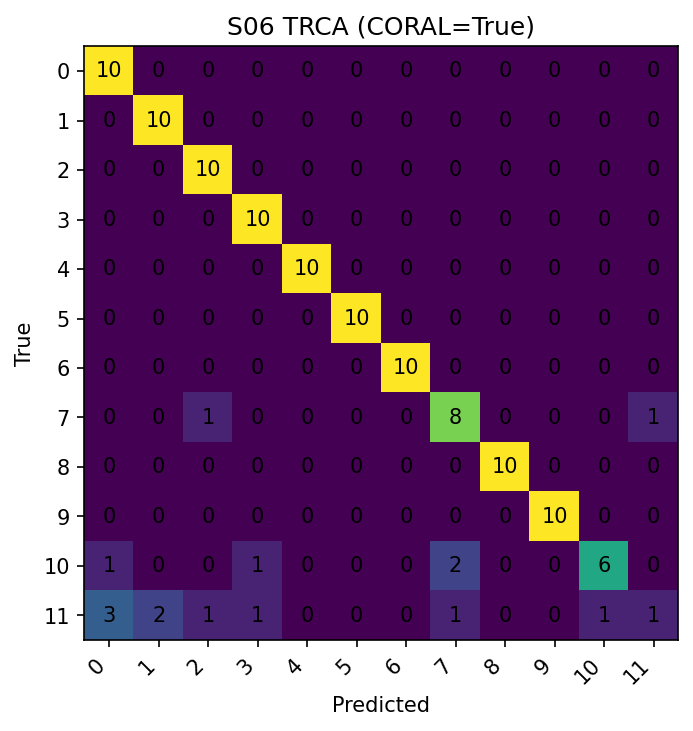 S06 TRCA (CORAL=True)
True
0 10 0 0 0 0 0 0 0 0 0 0 0
1 0 10 0 0 0 0 0 0 0 0 0 0
2 0 0 10 0 0 0 0 0 0 0 0 0
3 0 0 0 10 0 0 0 0 0 0 0 0
4 0 0 0 0 10 0 0 0 0 0 0 0
5 0 0 0 0 0 10 0 0 0 0 0 0
6 0 0 0 0 0 0 10 0 0 0 0 0
7 0 0 1 0 0 0 0 8 0 0 0 1
8 0 0 0 0 0 0 0 0 10 0 0 0
9 0 0 0 0 0 0 0 0 0 10 0 0
10 1 0 0 1 0 0 0 2 0 0 6 0
11 3 2 1 1 0 0 0 1 0 0 1 1
0 1 2 3 4 5 6 7 8 9 10 11
Predicted